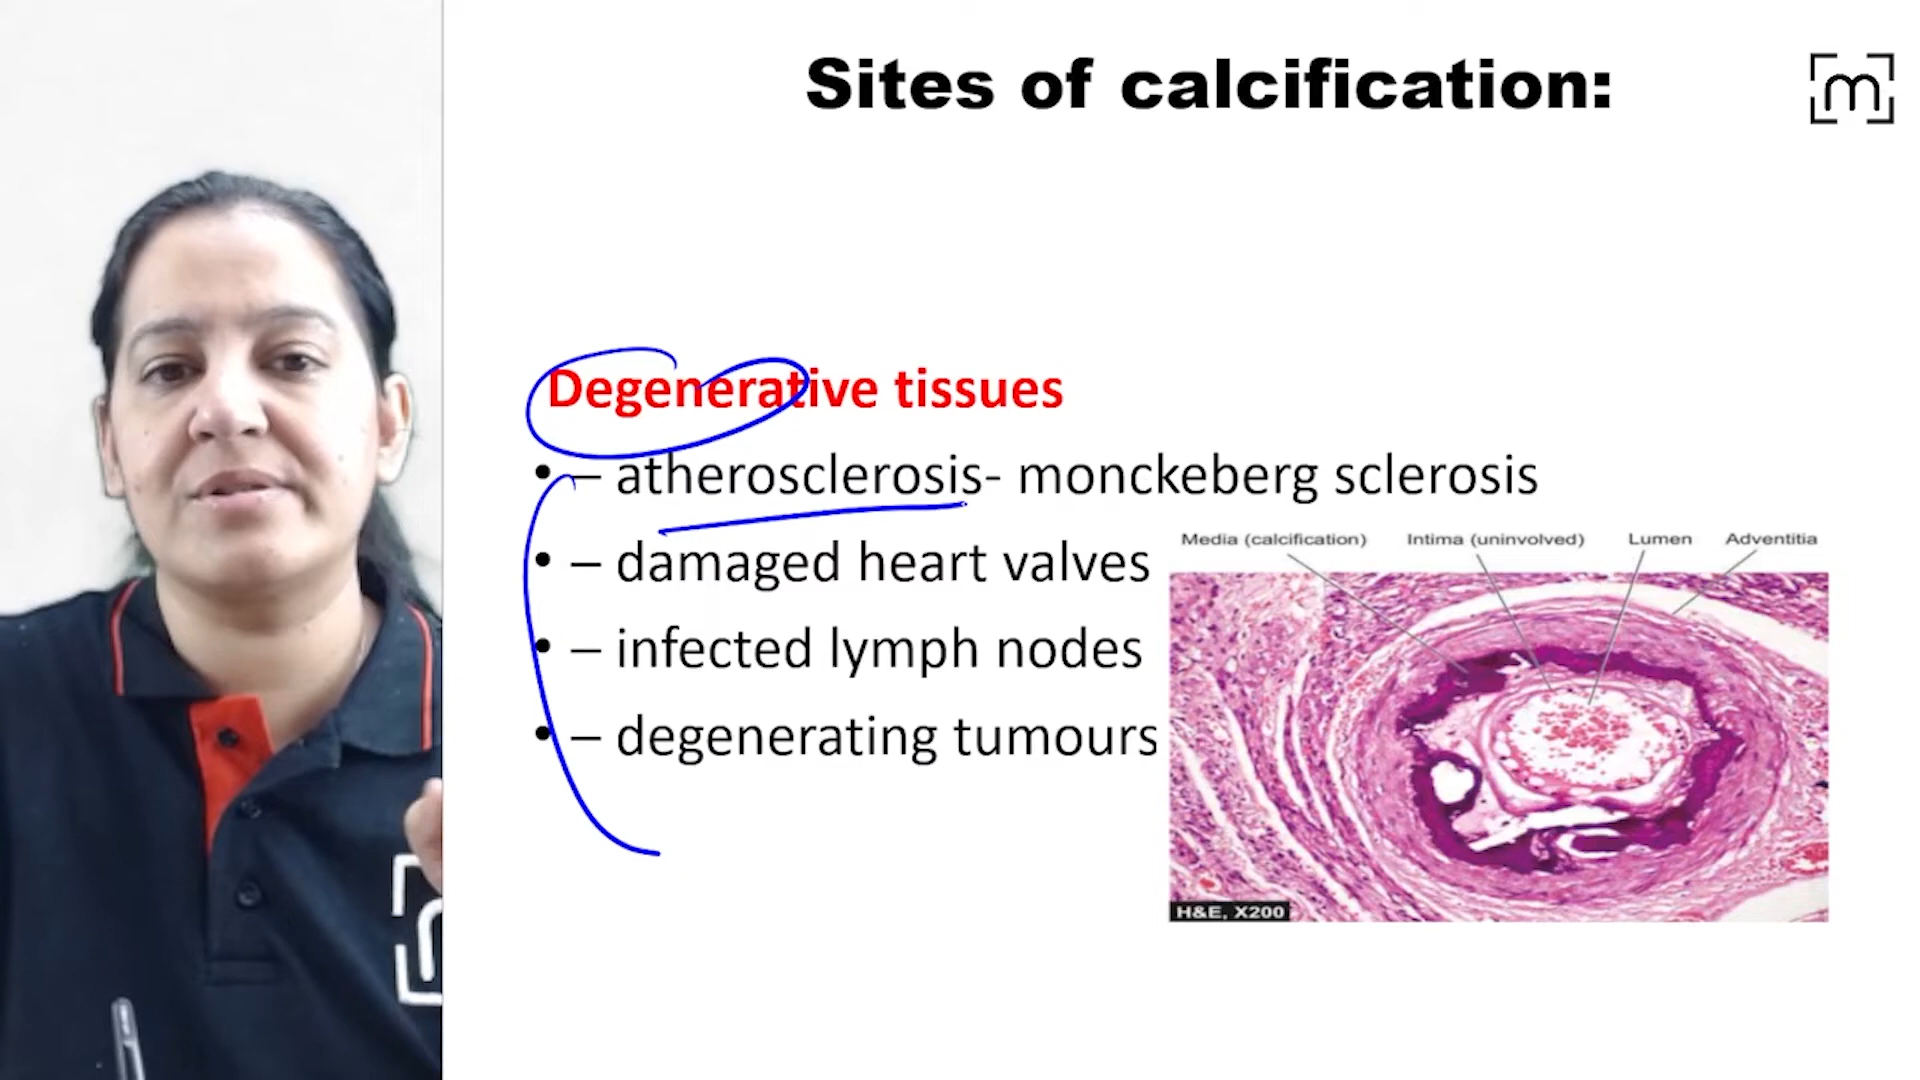 Sites of calcification:
m
Degenerative tissues
• – atherosclerosis- monckeberg sclerosis
• – damaged heart valves
• – infected lymph nodes
• – degenerating tumours
Media (calcification) Intima (uninvolved) Lumen Adventitia
H&E, X200